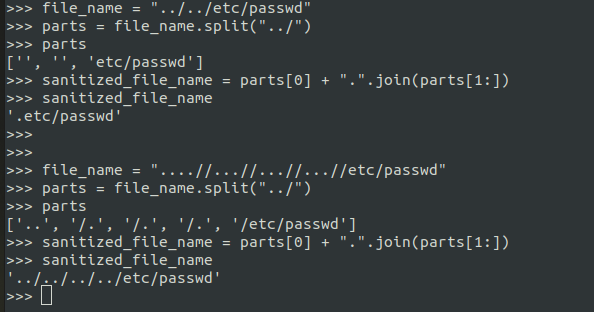 >>> file_name = "../../etc/passwd"
>>> parts = file_name.split("../")
>>> parts
['', '', 'etc/passwd']
>>> sanitized_file_name = parts[0] + ".".join(parts[1:])
>>> sanitized_file_name
'.etc/passwd'
>>>
>>>
>>> file_name = "....//...//...//...//etc/passwd"
>>> parts = file_name.split("../")
>>> parts
['..', '/.', '/.', '/.', '/etc/passwd']
>>> sanitized_file_name = parts[0] + ".".join(parts[1:])
>>> sanitized_file_name
'../../../../etc/passwd'
>>>